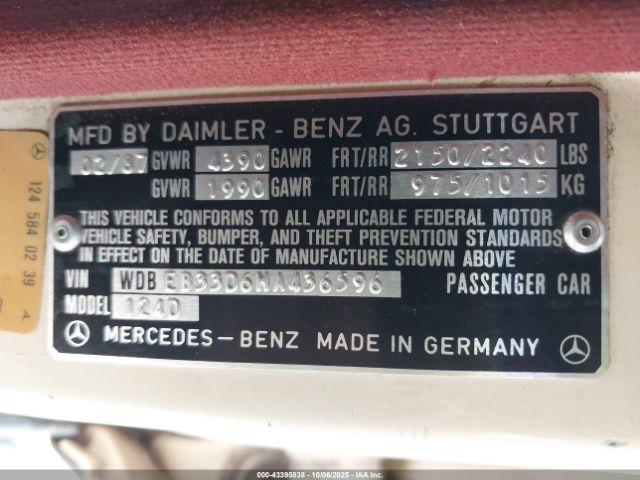 MFD BY DAIMLER - BENZ AG. STUTTGART
02/87 GVWR 4390 GAWR FRT/RR 2150/2240 LBS
GVWR 1990 GAWR FRT/RR 975/1015 KG
THIS VEHICLE CONFORMS TO ALL APPLICABLE FEDERAL MOTOR
VEHICLE SAFETY, BUMPER, AND THEFT PREVENTION STANDARDS
IN EFFECT ON THE DATE OF MANUFACTURE SHOWN ABOVE
VIN WDB EB33D6HA436596 PASSENGER CAR
MODEL 124D
MERCEDES-BENZ MADE IN GERMANY
124 584 02 39
A
© IAA 000-43395838 10/06/2025 IAAI.COM